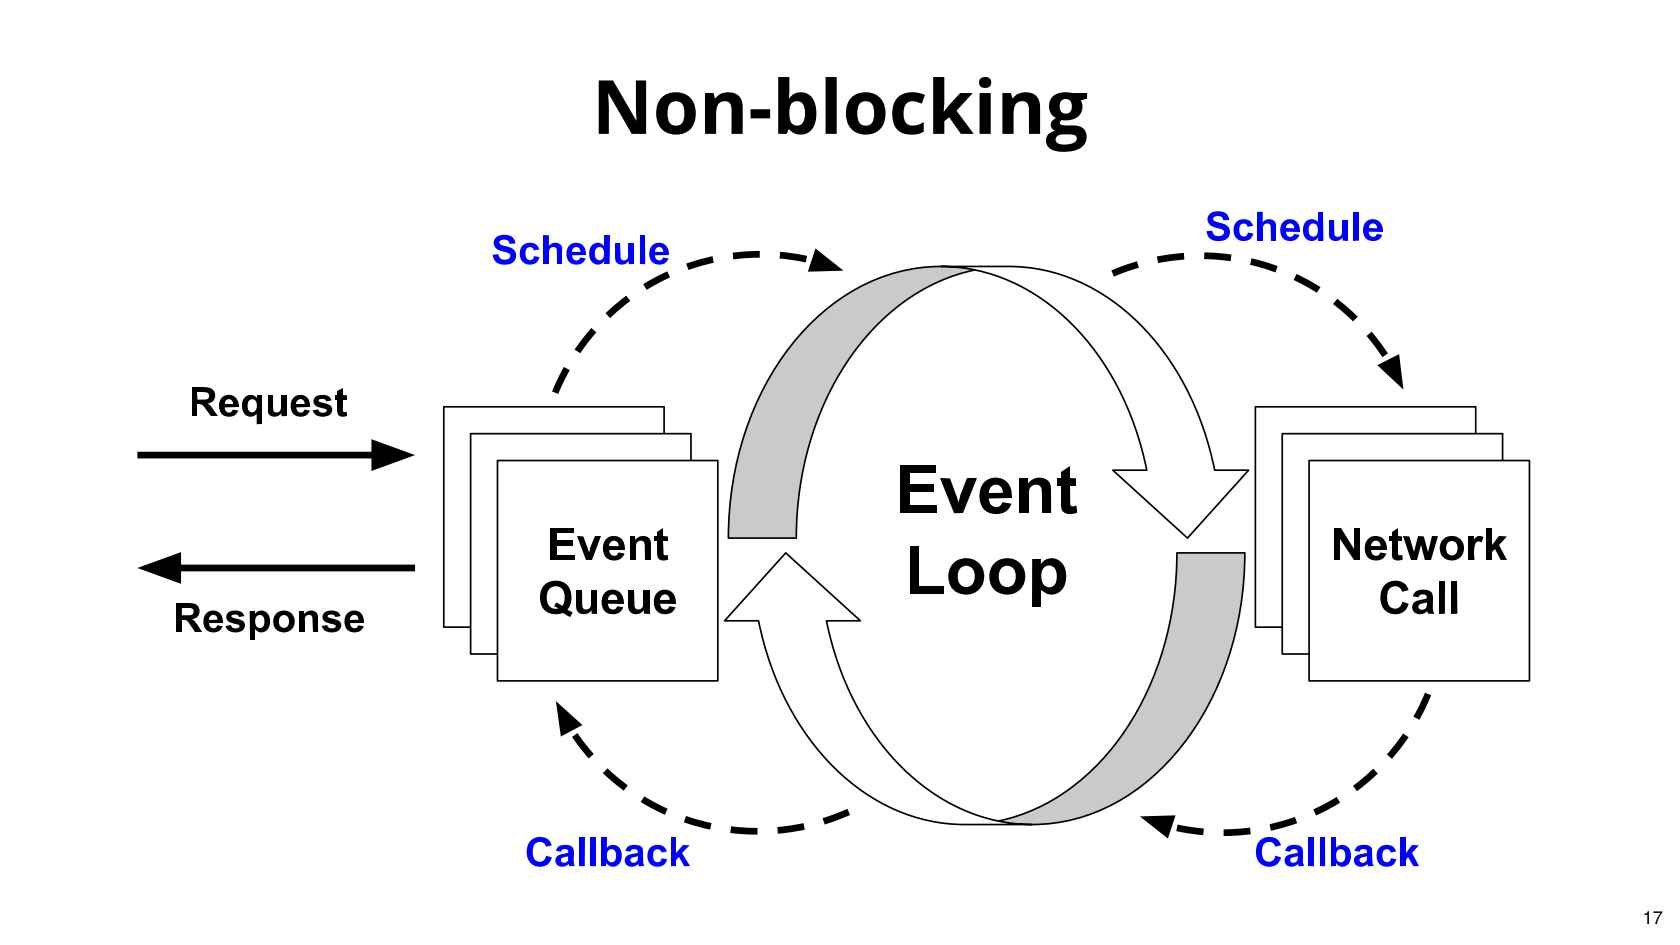 Non-blocking
Schedule
Schedule
Request
Event
Loop
Event
Queue
Network
Call
Response
Callback
Callback
17